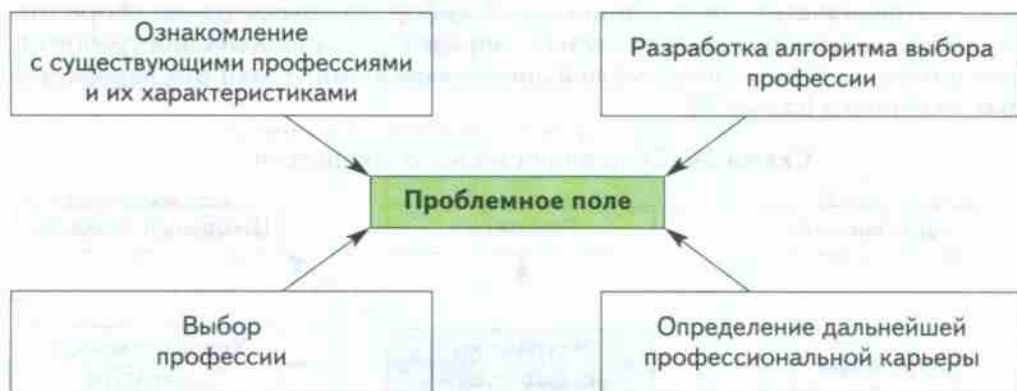 Ознакомление
с существующими профессиями
и их характеристиками
Разработка алгоритма выбора
профессии
Проблемное поле
Выбор
профессии
Определение дальнейшей
профессиональной карьеры